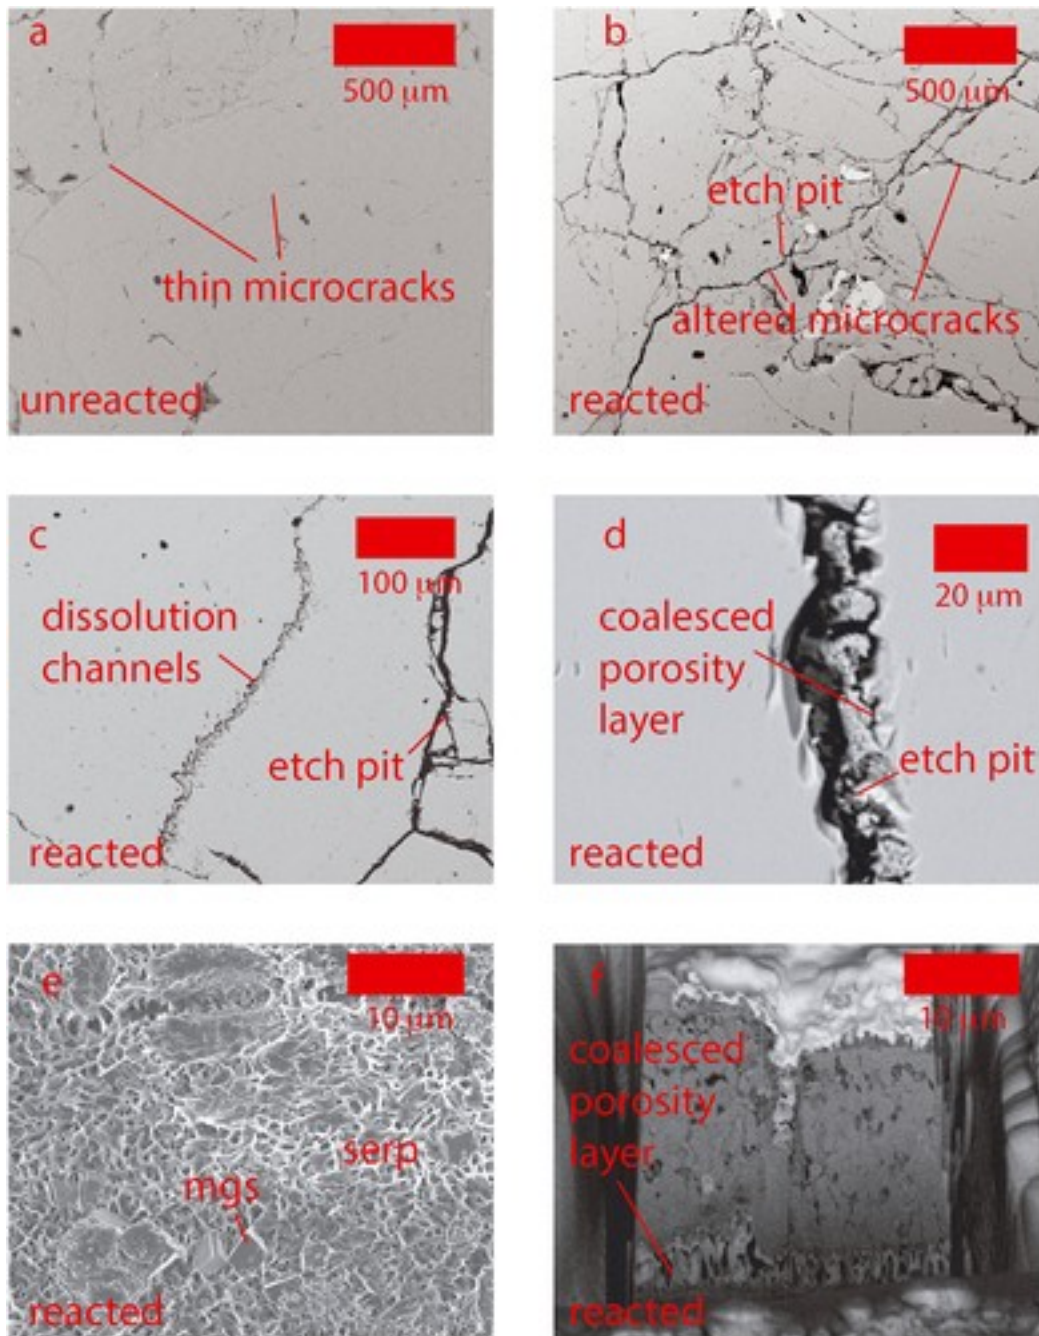 a
500 μm
thin microcracks
unreacted
b
500 μm
etch pit
altered microcracks
reacted
c
100 μm
dissolution
channels
etch pit
reacted
d
20 μm
coalesced
porosity
layer
etch pit
reacted
e
10 μm
serp
mgs
reacted
f
10 μm
coalesced
porosity
layer
reacted